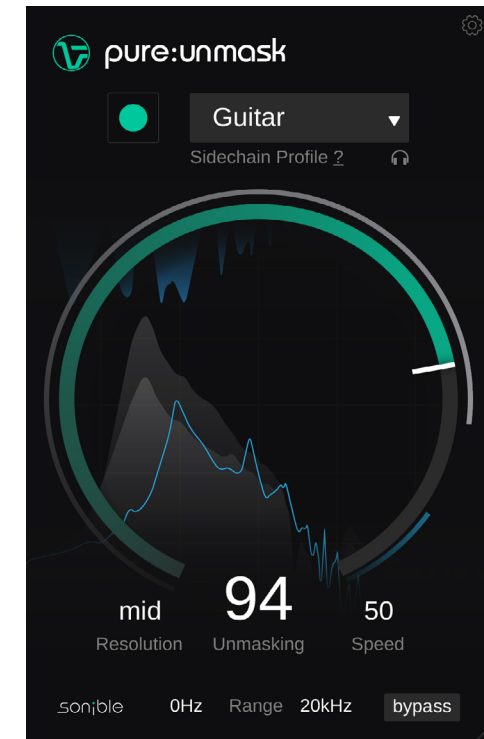 pure:unmask
Guitar
Sidechain Profile ?
mid 94 50
Resolution Unmasking Speed
sonible 0Hz Range 20kHz bypass